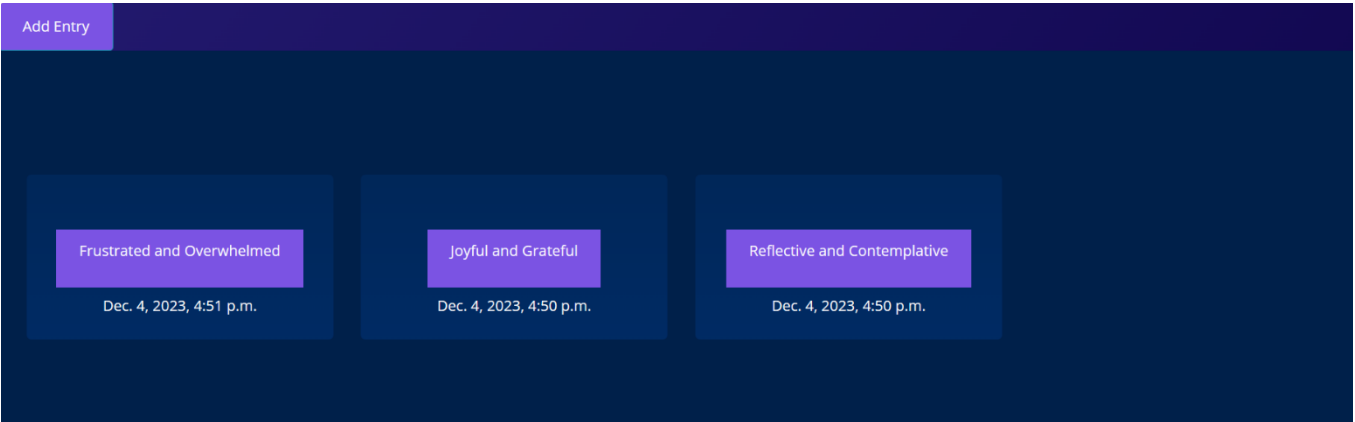 Add Entry
Frustrated and Overwhelmed
Dec. 4, 2023, 4:51 p.m.
Joyful and Grateful
Dec. 4, 2023, 4:50 p.m.
Reflective and Contemplative
Dec. 4, 2023, 4:50 p.m.